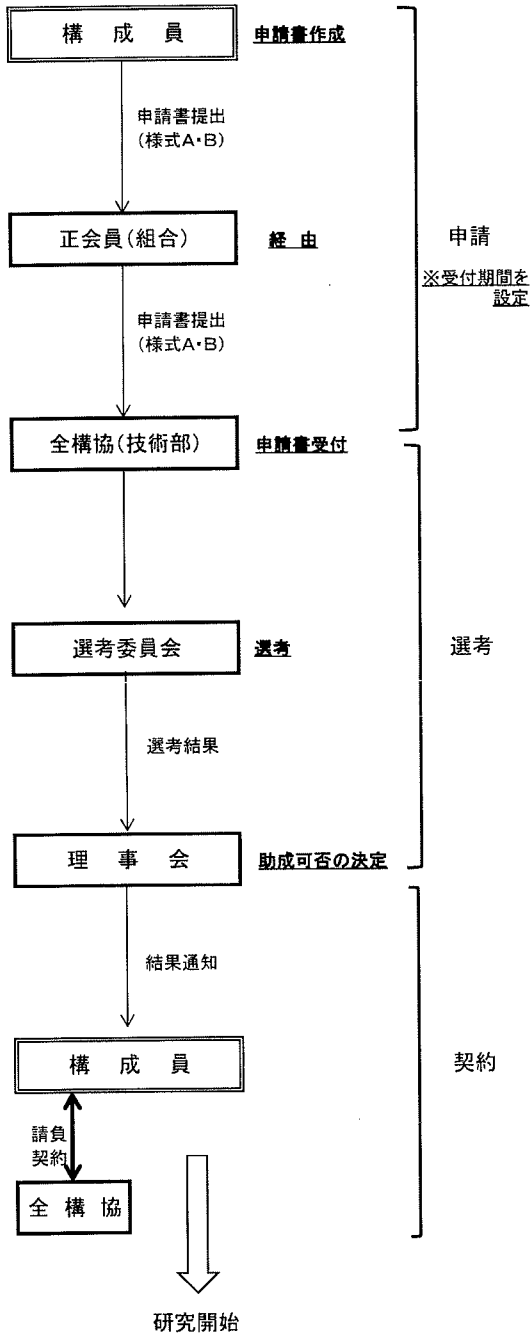 構成員
申請書作成
申請書提出
(様式A・B)
正会員(組合)
経由
申請
※受付期間を
設定
申請書提出
(様式A・B)
全構協(技術部)
申請書受付
選考委員会
選考
選考
選考結果
理事会
助成可否の決定
結果通知
構成員
契約
請負
契約
全構協
研究開始